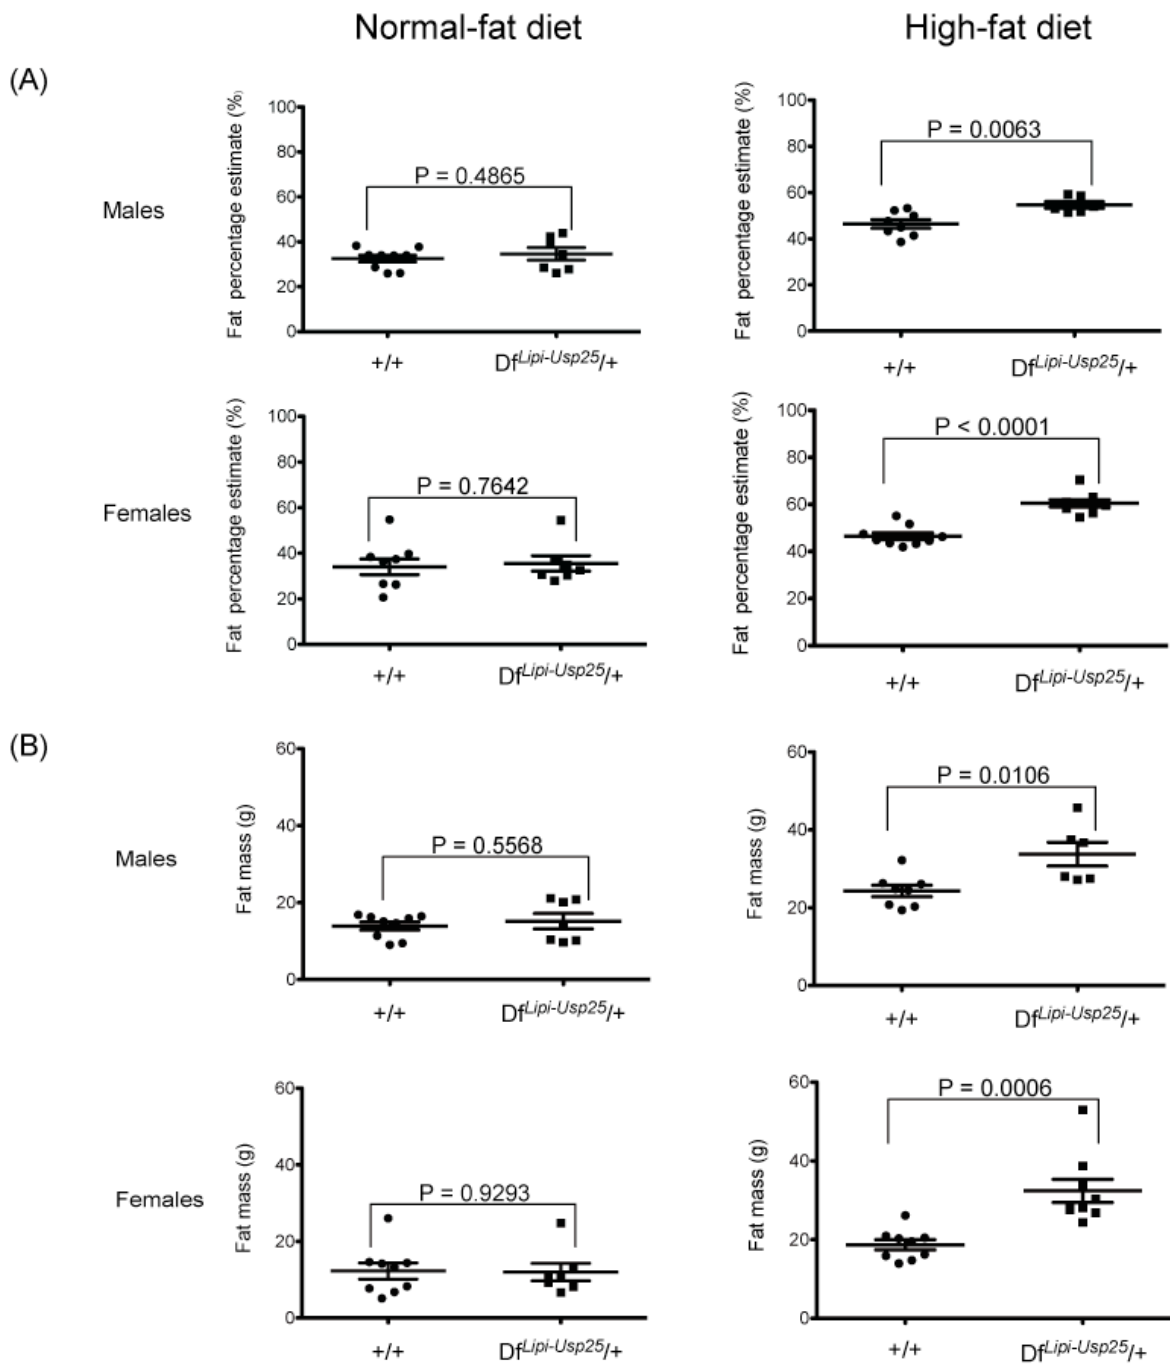 Normal-fat diet High-fat diet
(A)
Males
Fat percentage estimate (%)
100
80
60
40
20
0
P = 0.4865
+/+ Df^Lipi-Usp25/+
Fat percentage estimate (%)
100
80
60
40
20
0
P = 0.0063
+/+ Df^Lipi-Usp25/+
Females
Fat percentage estimate (%)
100
80
60
40
20
0
P = 0.7642
+/+ Df^Lipi-Usp25/+
Fat percentage estimate (%)
100
80
60
40
20
0
P < 0.0001
+/+ Df^Lipi-Usp25/+
(B)
Males
Fat mass (g)
60
40
20
0
P = 0.5568
+/+ Df^Lipi-Usp25/+
Fat mass (g)
60
40
20
0
P = 0.0106
+/+ Df^Lipi-Usp25/+
Females
Fat mass (g)
60
40
20
0
P = 0.9293
+/+ Df^Lipi-Usp25/+
Fat mass (g)
60
40
20
0
P = 0.0006
+/+ Df^Lipi-Usp25/+